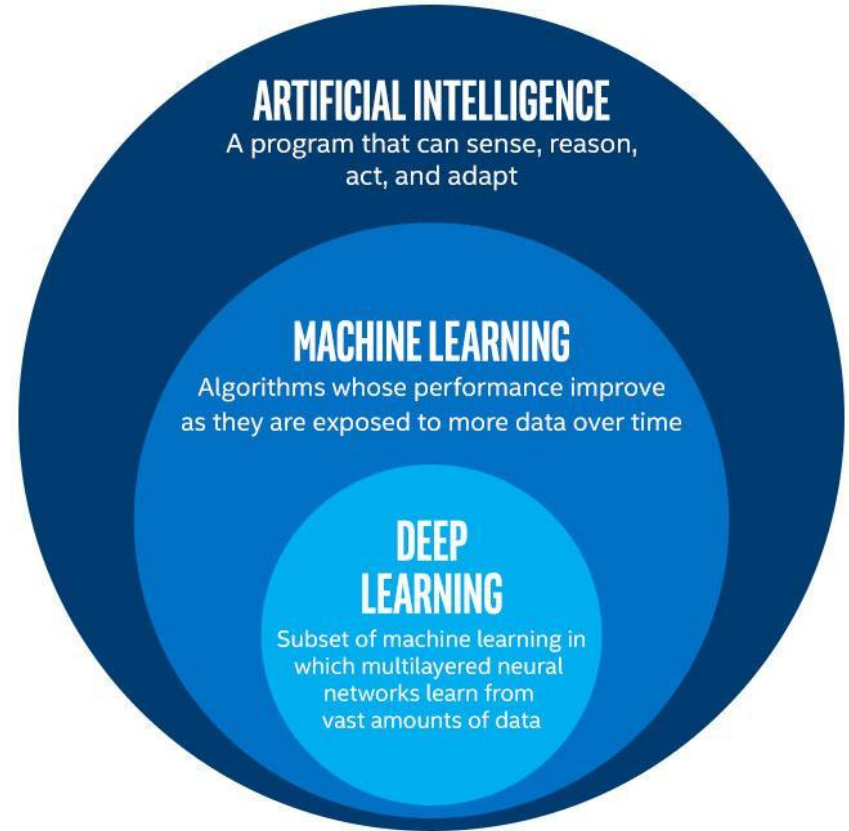 ARTIFICIAL INTELLIGENCE
A program that can sense, reason,
act, and adapt
MACHINE LEARNING
Algorithms whose performance improve
as they are exposed to more data over time
DEEP
LEARNING
Subset of machine learning in
which multilayered neural
networks learn from
vast amounts of data